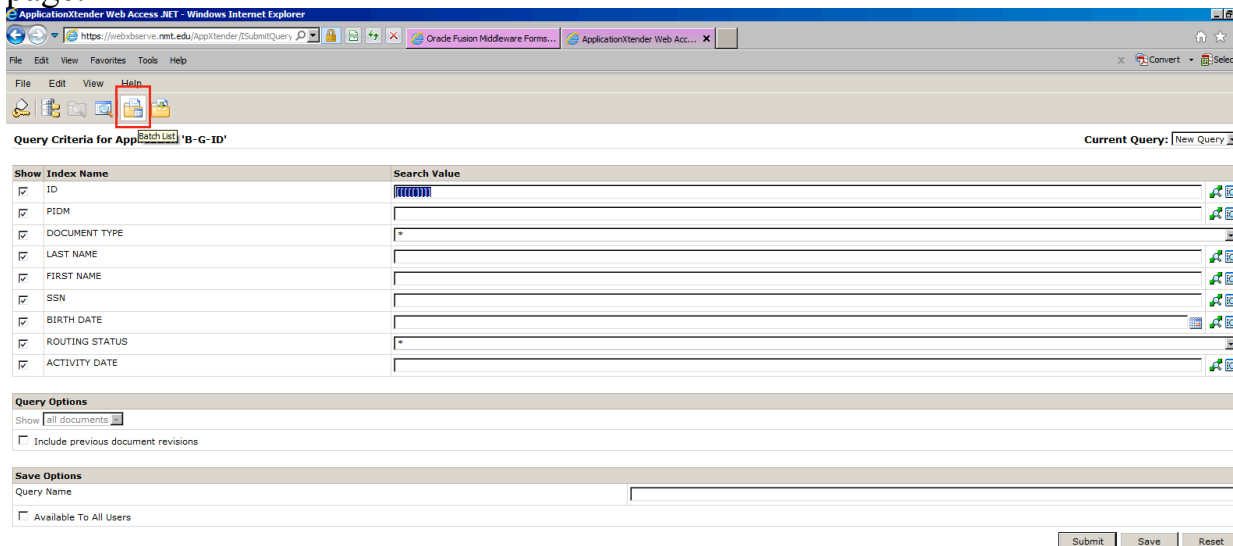 page.
ApplicationXtender Web Access .NET - Windows Internet Explorer
https://webxbserve.nmt.edu/AppXtender/ISubmitQuery Oracle Fusion Middleware Forms... ApplicationXtender Web Acc...
File Edit View Favorites Tools Help Convert Selec
File Edit View Help
Batch List
Query Criteria for Application 'B-G-ID' Current Query: New Query
Show Index Name Search Value
ID
PIDM
DOCUMENT TYPE *
LAST NAME
FIRST NAME
SSN
BIRTH DATE
ROUTING STATUS *
ACTIVITY DATE
Query Options
Show all documents
Include previous document revisions
Save Options
Query Name
Available To All Users
Submit Save Reset